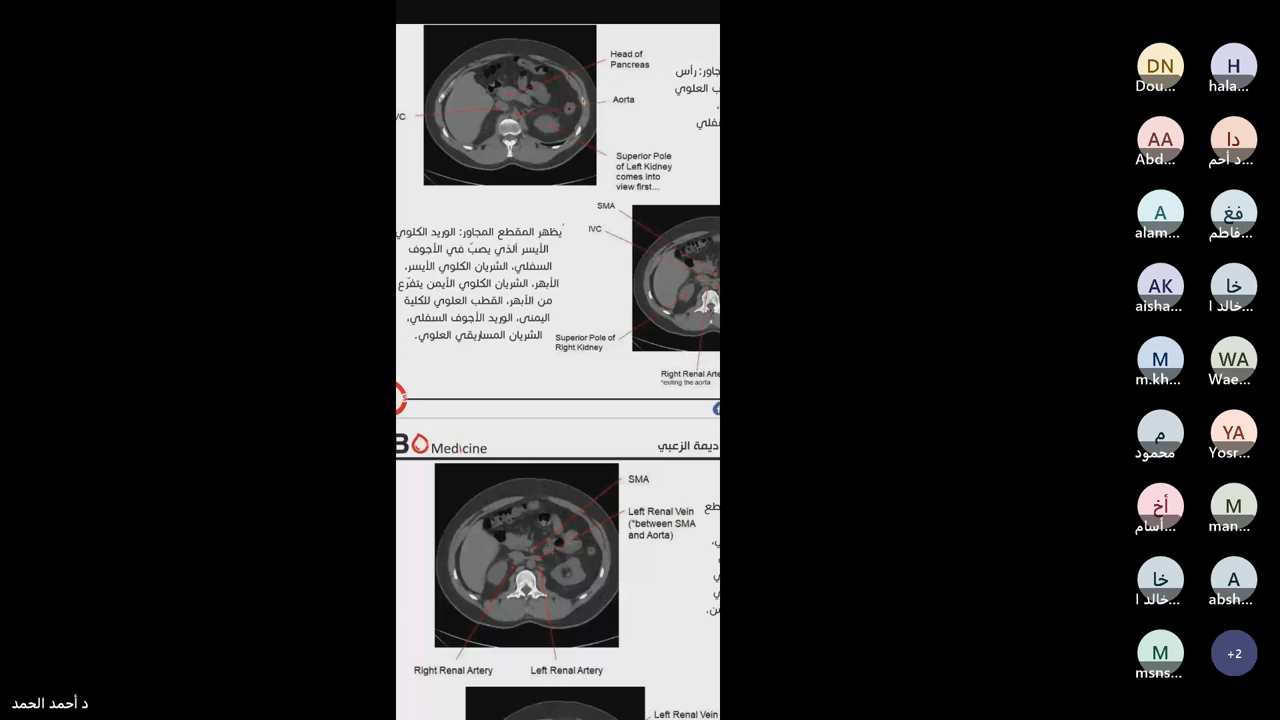 Head of
Pancreas
Aorta
Superior Pole
of Left Kidney
comes into
view first...
جاور: رأس
ب العلوي
SMA
IVC
يظهر المقطع المجاور: الوريد الكلوي
الأيسر الذي يصبّ في الأجوف
السفلي، الشريان الكلوي الأيسر،
الأبهر، الشريان الكلوي الأيمن يتفرّع
من الأبهر، القطب العلوي للكلية
اليمنى، الوريد الأجوف السفلي،
الشريان المساريقي العلوي.
Superior Pole of
Right Kidney
Right Renal Arte
*exiting the aorta
Medicine
ديمة الزعبي
SMA
Left Renal Vein
(*between SMA
and Aorta)
Right Renal Artery
Left Renal Artery
Left Renal Vein
DN
Dou...
H
hala...
AA
Abd...
دا
د أحم...
A
alam...
فغ
فاطم...
AK
aisha...
خا
خالد ا...
M
m.kh...
WA
Wae...
م
محمود
YA
Yosr...
أخ
أسام...
M
man...
خا
خالد ا...
A
absh...
M
msns...
+2
د أحمد الحمد